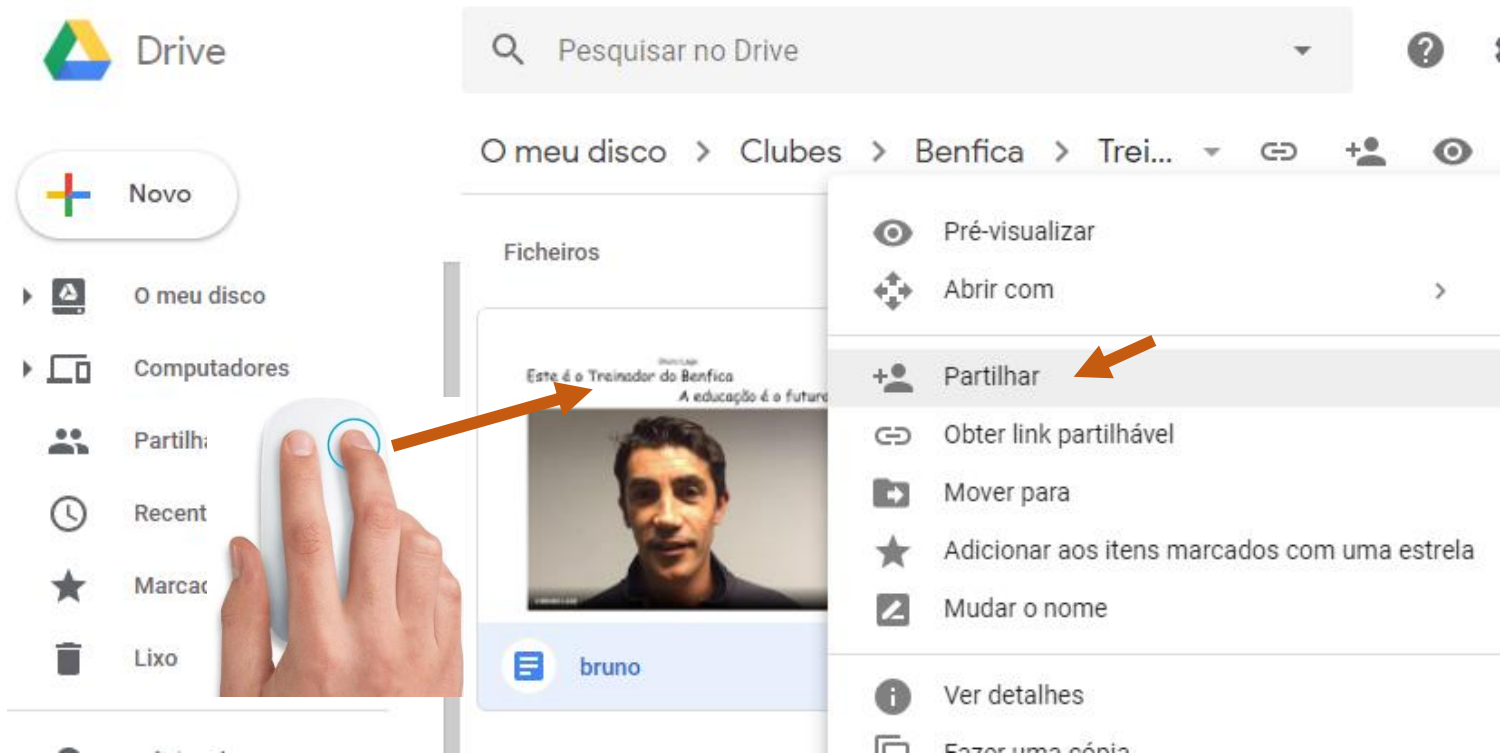 Drive
Pesquisar no Drive
O meu disco > Clubes > Benfica > Trei...
Novo
O meu disco
Computadores
Partilha
Recent
Marcad
Lixo
Ficheiros
Este é o Treinador do Benfica
A educação é o futuro
bruno
Pré-visualizar
Abrir com
Partilhar
Obter link partilhável
Mover para
Adicionar aos itens marcados com uma estrela
Mudar o nome
Ver detalhes
Fazer uma cópia